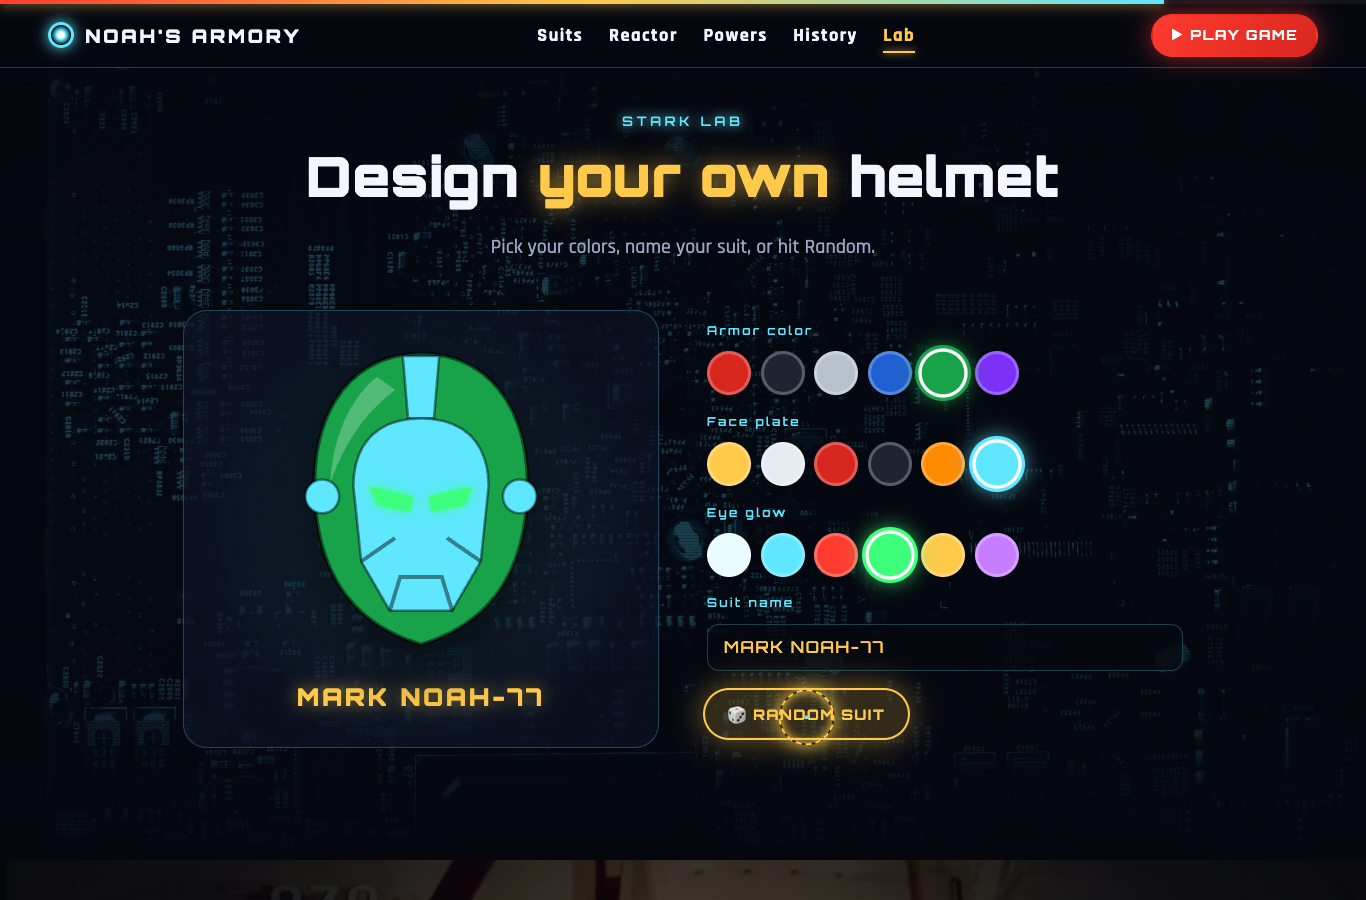 NOAH'S ARMORY
Suits
Reactor
Powers
History
Lab
▶ PLAY GAME
STARK LAB
Design your own helmet
Pick your colors, name your suit, or hit Random.
Armor color
Face plate
Eye glow
Suit name
MARK NOAH-77
🎲 RANDOM SUIT
MARK NOAH-77